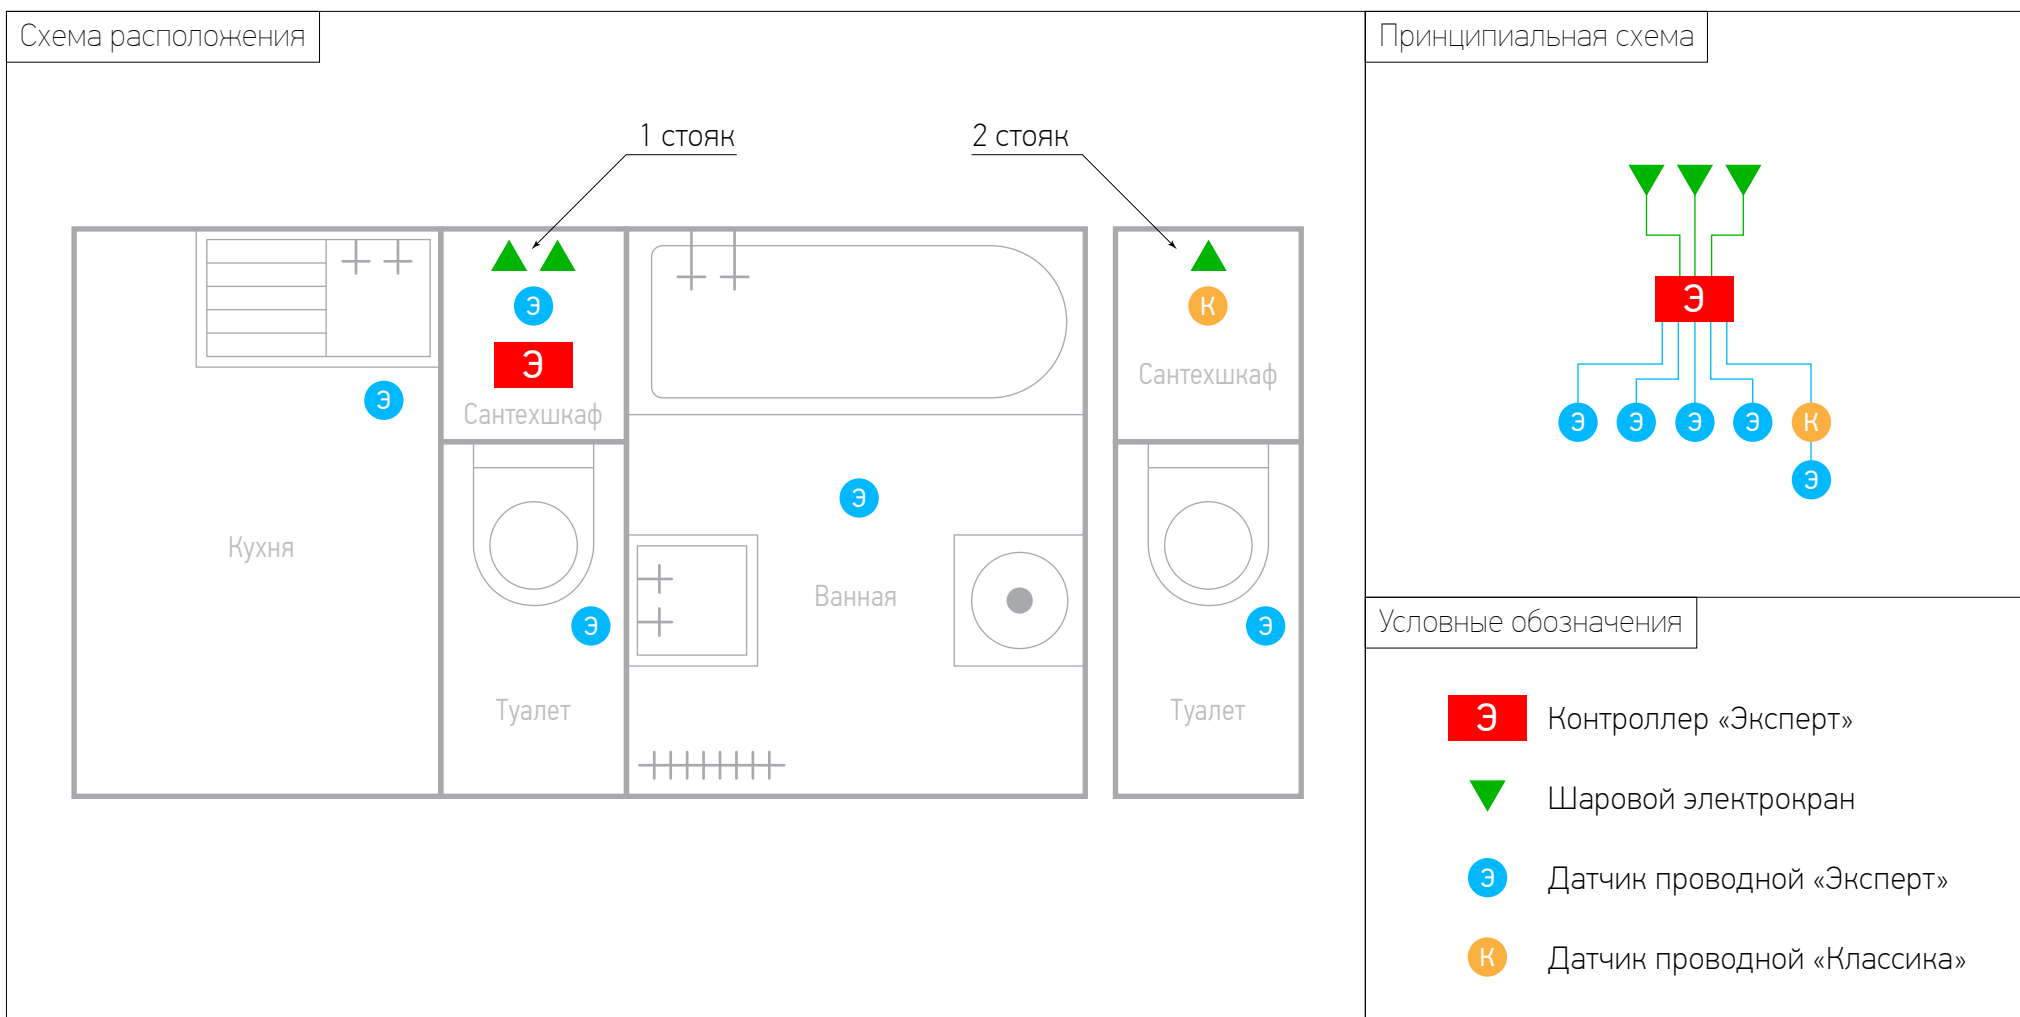 Схема расположения
1 стояк
2 стояк
Э
К
Э
Сантехшкаф
Сантехшкаф
Э
Э
Кухня
Ванная
Э
Э
Туалет
Туалет
Принципиальная схема
Э
Э
Э
Э
Э
К
Э
Условные обозначения
Э Контроллер «Эксперт»
Шаровой электрокран
Э Датчик проводной «Эксперт»
К Датчик проводной «Классика»